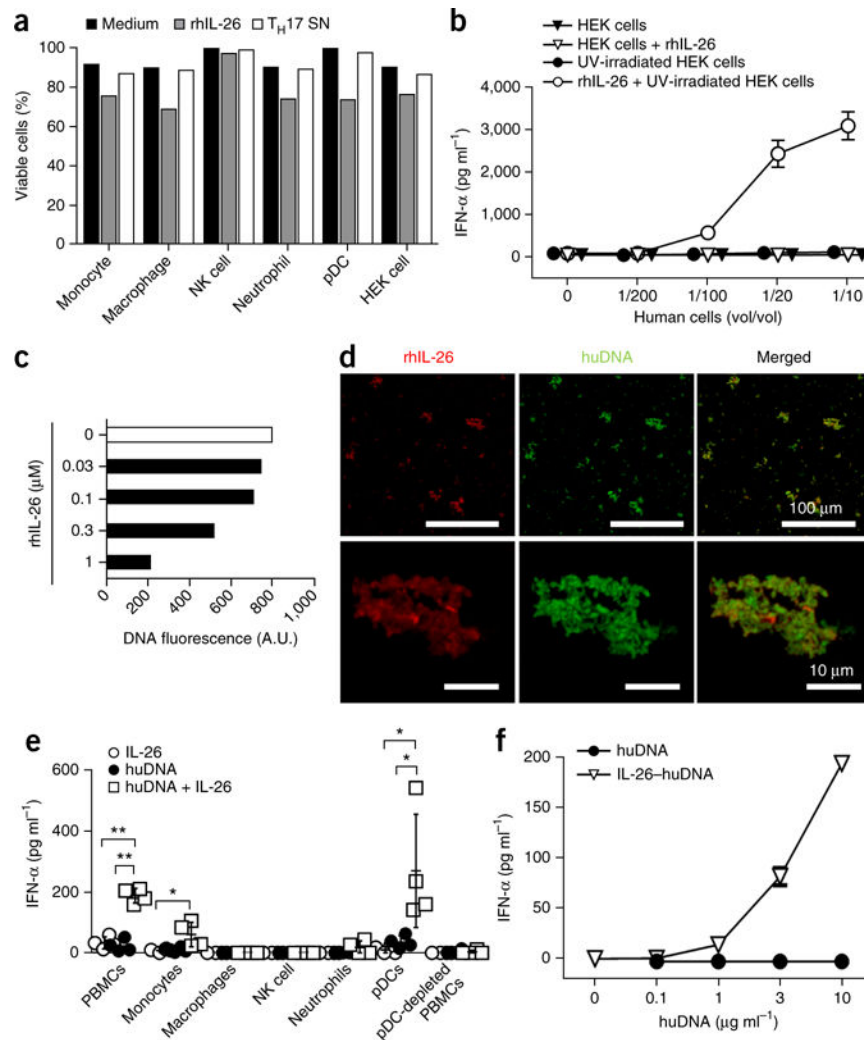 a
Medium
rhIL-26
TH17 SN
100
80
60
40
20
0
Viable cells (%)
Monocyte
Macrophage
NK cell
Neutrophil
pDC
HEK cell
b
HEK cells
HEK cells + rhIL-26
UV-irradiated HEK cells
rhIL-26 + UV-irradiated HEK cells
4,000
3,000
2,000
1,000
0
IFN-α (pg ml−1)
0 1/200 1/100 1/20 1/10
Human cells (vol/vol)
c
rhIL-26 (μM)
0
0.03
0.1
0.3
1
0 200 400 600 800 1,000
DNA fluorescence (A.U.)
d
rhIL-26 huDNA Merged
100 μm
10 μm
e
IL-26
huDNA
huDNA + IL-26
600
400
200
0
IFN-α (pg ml−1)
** ** * * *
PBMCs
Monocytes
Macrophages
NK cell
Neutrophils
pDCs
pDC-depleted
PBMCs
f
huDNA
IL-26–huDNA
200
150
100
50
0
IFN-α (pg ml−1)
0 0.1 1 3 10
huDNA (μg ml−1)